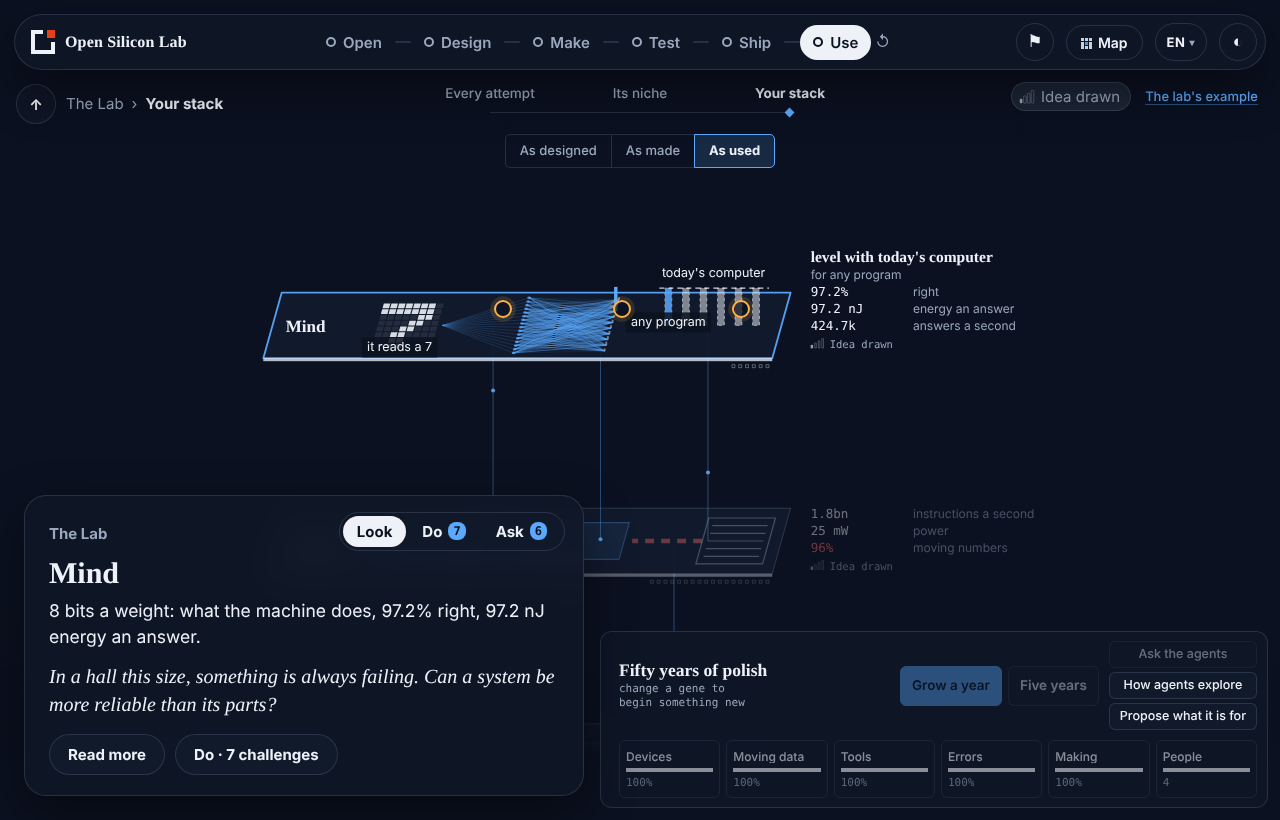 Open Silicon Lab
Open
Design
Make
Test
Ship
Use
Map
EN
The Lab › Your stack
Every attempt
Its niche
Your stack
Idea drawn
The lab's example
As designed
As made
As used
level with today's computer
for any program
97.2% right
97.2 nJ energy an answer
424.7k answers a second
Idea drawn
today's computer
Mind
any program
it reads a 7
1.8bn instructions a second
25 mW power
96% moving numbers
Idea drawn
The Lab
Look
Do 7
Ask 6
Mind
8 bits a weight: what the machine does, 97.2% right, 97.2 nJ
energy an answer.
In a hall this size, something is always failing. Can a system be
more reliable than its parts?
Read more
Do · 7 challenges
Fifty years of polish
change a gene to
begin something new
Grow a year
Five years
Ask the agents
How agents explore
Propose what it is for
Devices
100%
Moving data
100%
Tools
100%
Errors
100%
Making
100%
People
4